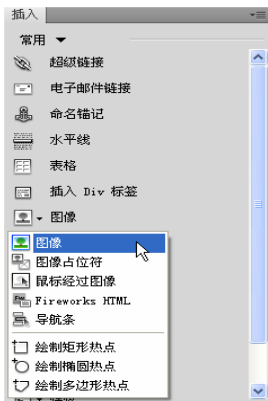 插入
常用
超级链接
电子邮件链接
命名锚记
水平线
表格
插入 Div 标签
图像
图像
图像占位符
鼠标经过图像
Fireworks HTML
导航条
绘制矩形热点
绘制椭圆热点
绘制多边形热点